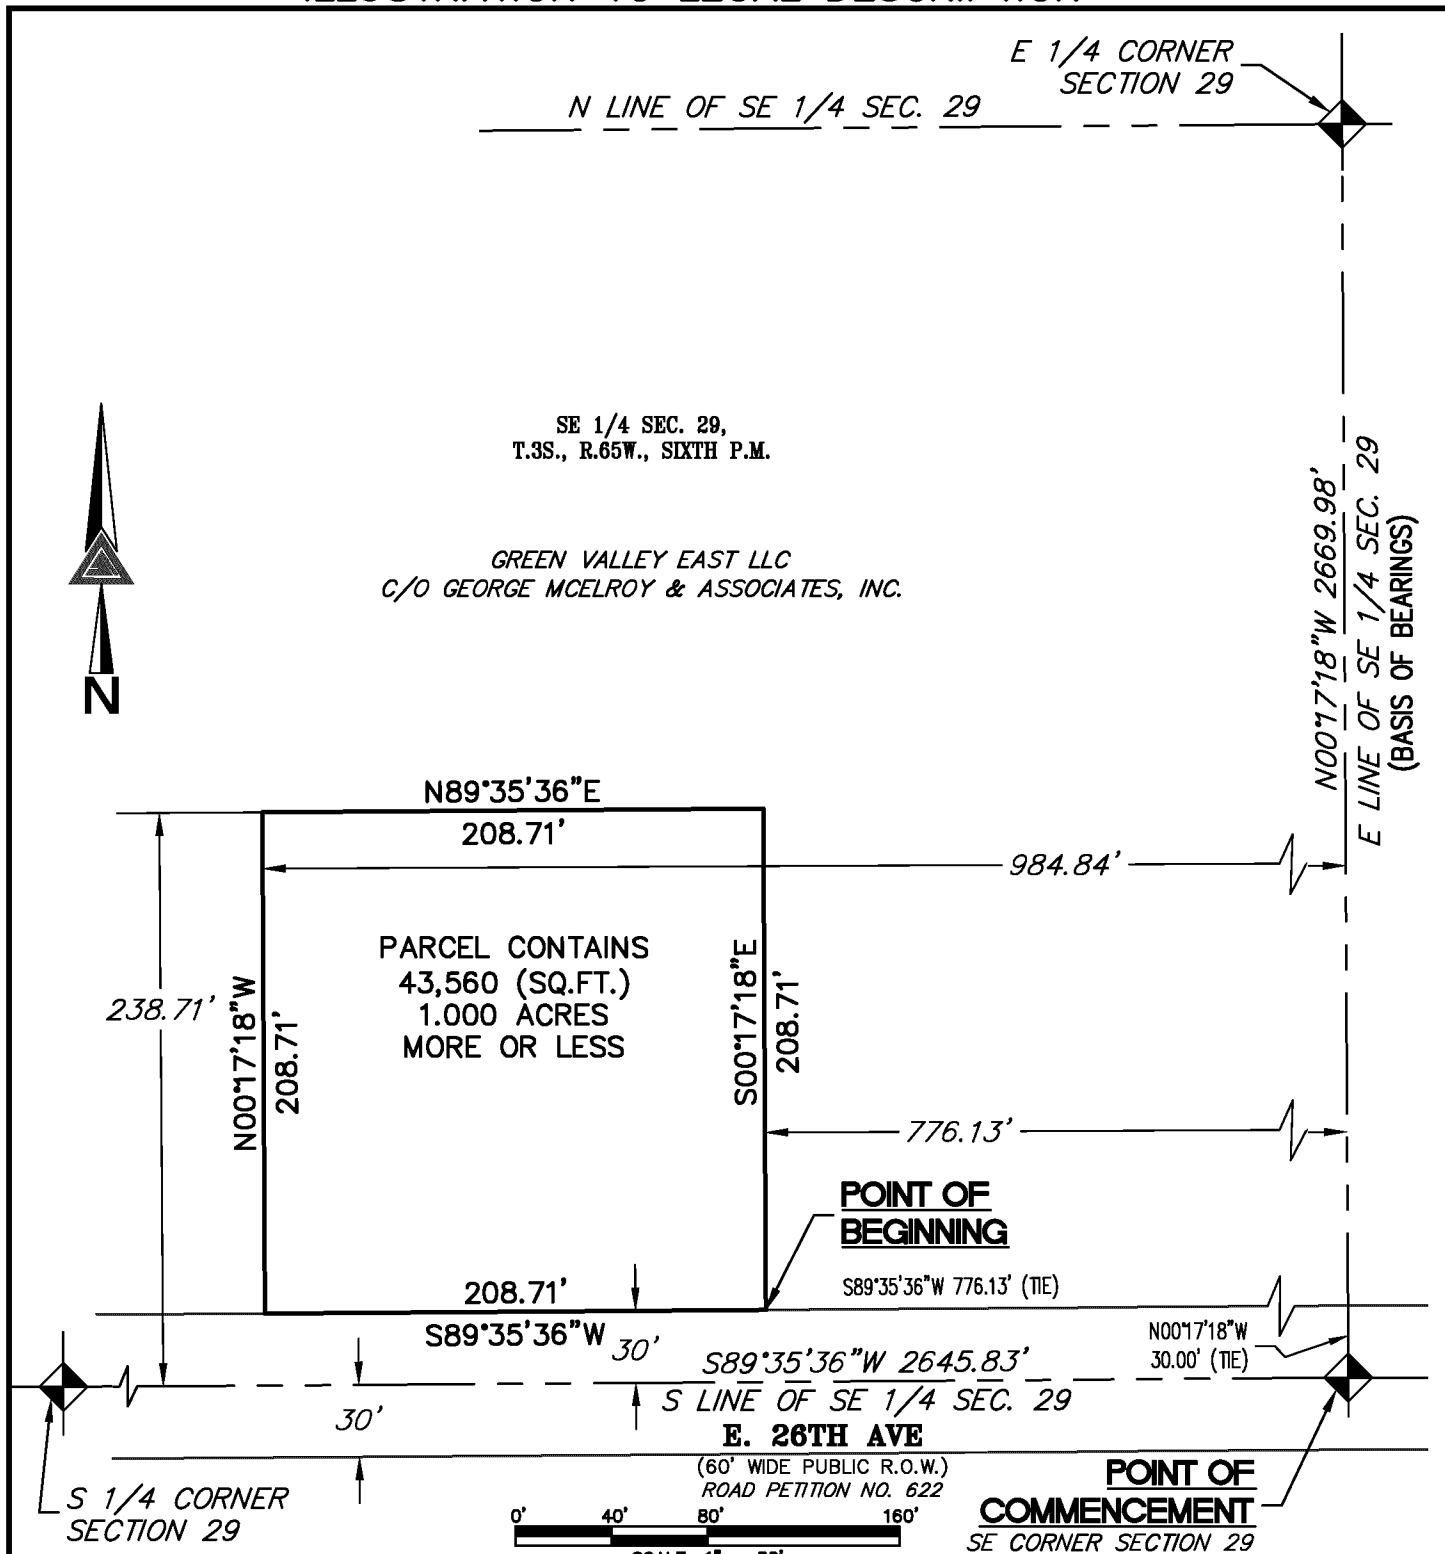 E 1/4 CORNER
SECTION 29
N LINE OF SE 1/4 SEC. 29
SE 1/4 SEC. 29,
T.3S., R.65W., SIXTH P.M.
GREEN VALLEY EAST LLC
C/O GEORGE MCELROY & ASSOCIATES, INC.
N
N00°17'18"W 2669.98'
E LINE OF SE 1/4 SEC. 29
(BASIS OF BEARINGS)
N89°35'36"E
208.71'
984.84'
238.71'
N00°17'18"W
208.71'
PARCEL CONTAINS
43,560 (SQ.FT.)
1.000 ACRES
MORE OR LESS
S00°17'18"E
208.71'
776.13'
POINT OF
BEGINNING
S89°35'36"W 776.13' (TIE)
208.71'
S89°35'36"W
30'
N00°17'18"W
30.00' (TIE)
S89°35'36"W 2645.83'
S LINE OF SE 1/4 SEC. 29
30'
E. 26TH AVE
(60' WIDE PUBLIC R.O.W.)
ROAD PETITION NO. 622
S 1/4 CORNER
SECTION 29
POINT OF
COMMENCEMENT
SE CORNER SECTION 29
0' 40' 80' 160'